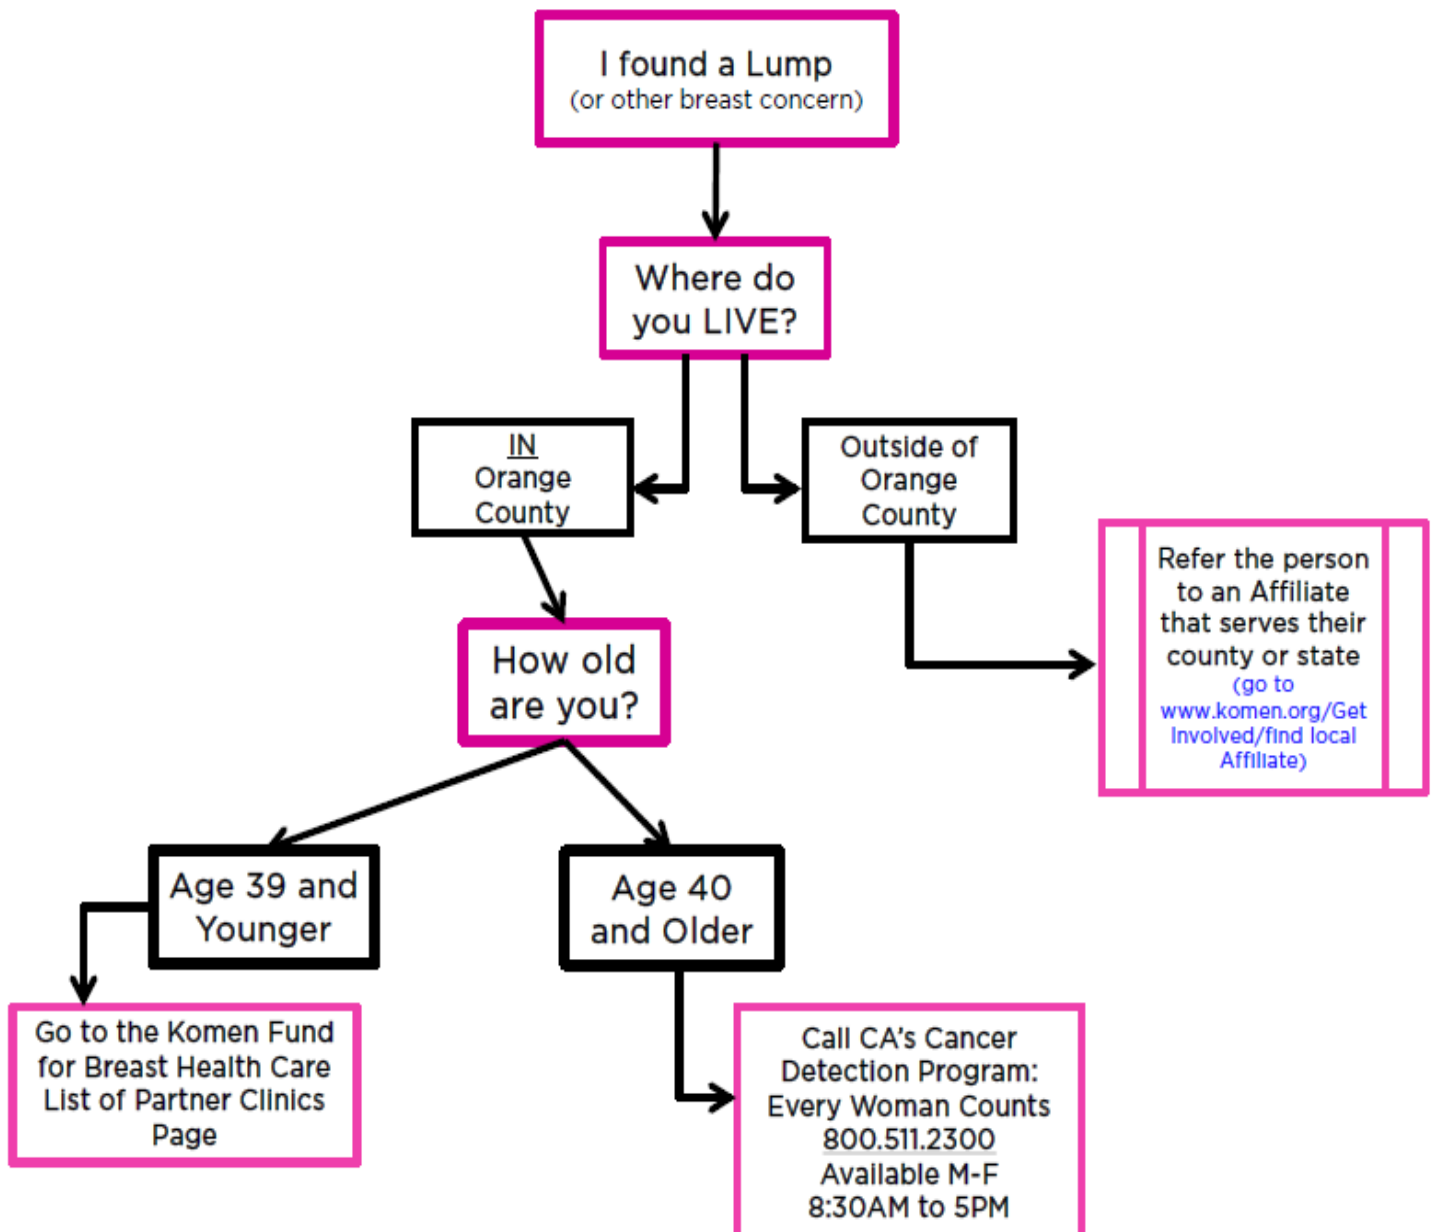 I found a Lump
(or other breast concern)
Where do
you LIVE?
IN
Orange
County
Outside of
Orange
County
Refer the person
to an Affiliate
that serves their
county or state
(go to
www.komen.org/Get
Involved/find local
Affiliate)
How old
are you?
Age 39 and
Younger
Age 40
and Older
Go to the Komen Fund
for Breast Health Care
List of Partner Clinics
Page
Call CA's Cancer
Detection Program:
Every Woman Counts
800.511.2300
Available M-F
8:30AM to 5PM